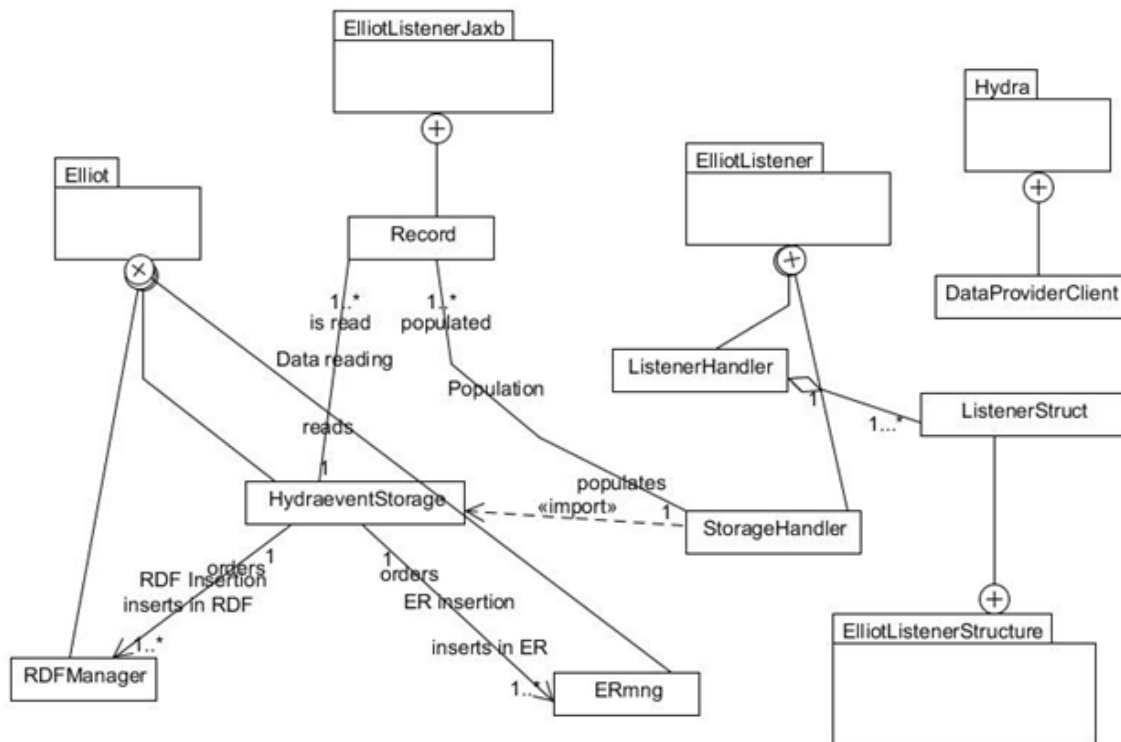 ElliotListenerJaxb
Hydra
ElliotListener
Elliot
Record
DataProviderClient
1..*
is read
1..*
populated
Data reading
ListenerHandler
Population
1
1...*
ListenerStruct
reads
1
HydraeventStorage
populates
«import»
1
StorageHandler
1
orders
RDF Insertion
inserts in RDF
1..*
1
orders
ER insertion
inserts in ER
1..*
RDFManager
ERmng
ElliotListenerStructure